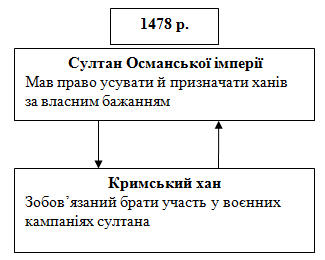 1478 р.
Султан Османської імперії
Мав право усувати й призначати ханів
за власним бажанням
Кримський хан
Зобов’язаний брати участь у воєнних
кампаніях султана